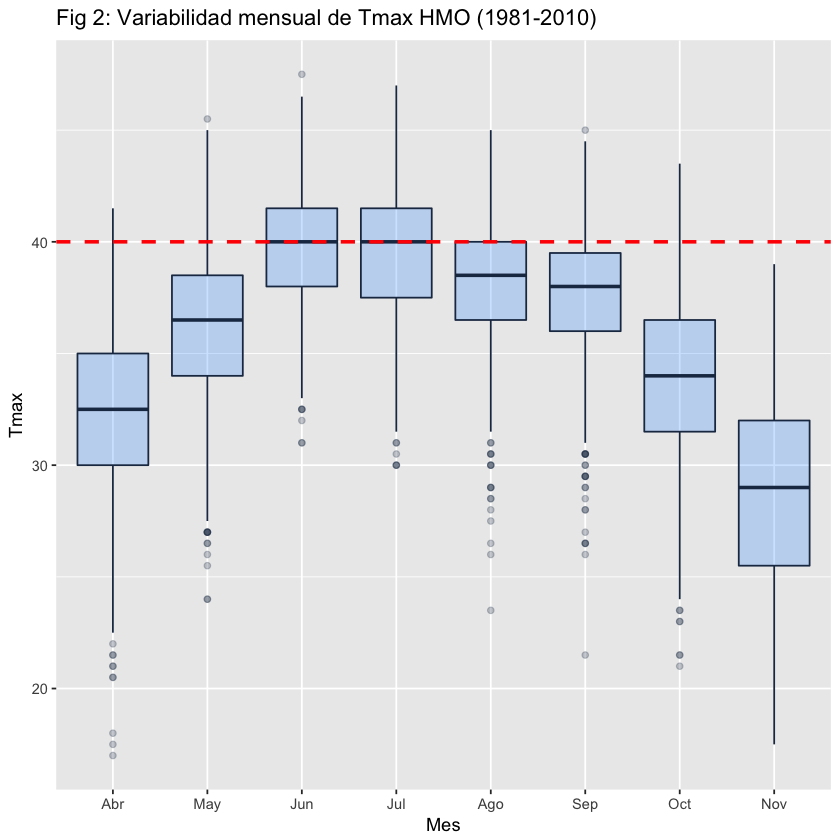 Fig 2: Variabilidad mensual de Tmax HMO (1981-2010)
Tmax
40
30
20
Abr May Jun Jul Ago Sep Oct Nov
Mes